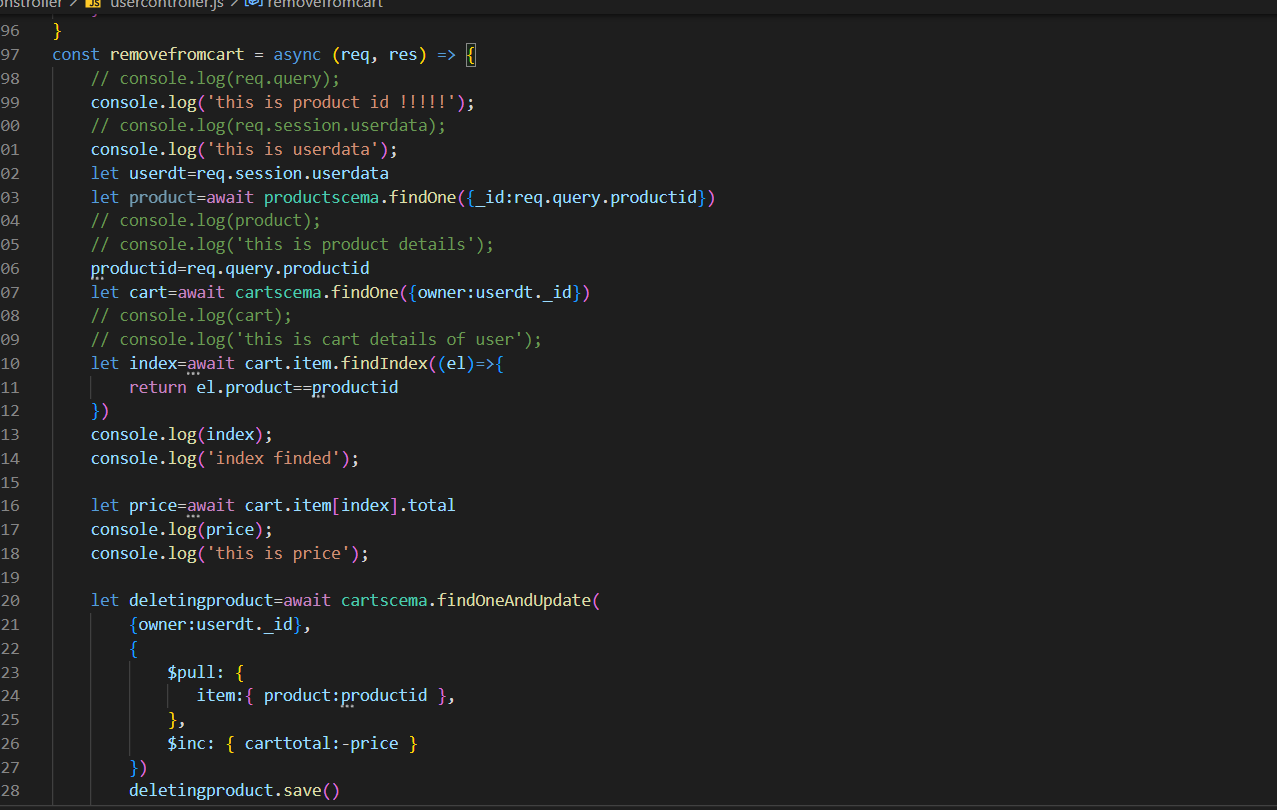 onstroller > JS usercontroller.js > removefromcart
96 }
97 const removefromcart = async (req, res) => {
98 // console.log(req.query);
99 console.log('this is product id !!!!!');
00 // console.log(req.session.userdata);
01 console.log('this is userdata');
02 let userdt=req.session.userdata
03 let product=await productscema.findOne({_id:req.query.productid})
04 // console.log(product);
05 // console.log('this is product details');
06 productid=req.query.productid
07 let cart=await cartscema.findOne({owner:userdt._id})
08 // console.log(cart);
09 // console.log('this is cart details of user');
10 let index=await cart.item.findIndex((el)=>{
11 return el.product==productid
12 })
13 console.log(index);
14 console.log('index finded');
15
16 let price=await cart.item[index].total
17 console.log(price);
18 console.log('this is price');
19
20 let deletingproduct=await cartscema.findOneAndUpdate(
21 {owner:userdt._id},
22 {
23 $pull: {
24 item:{ product:productid },
25 },
26 $inc: { carttotal:-price }
27 })
28 deletingproduct.save()